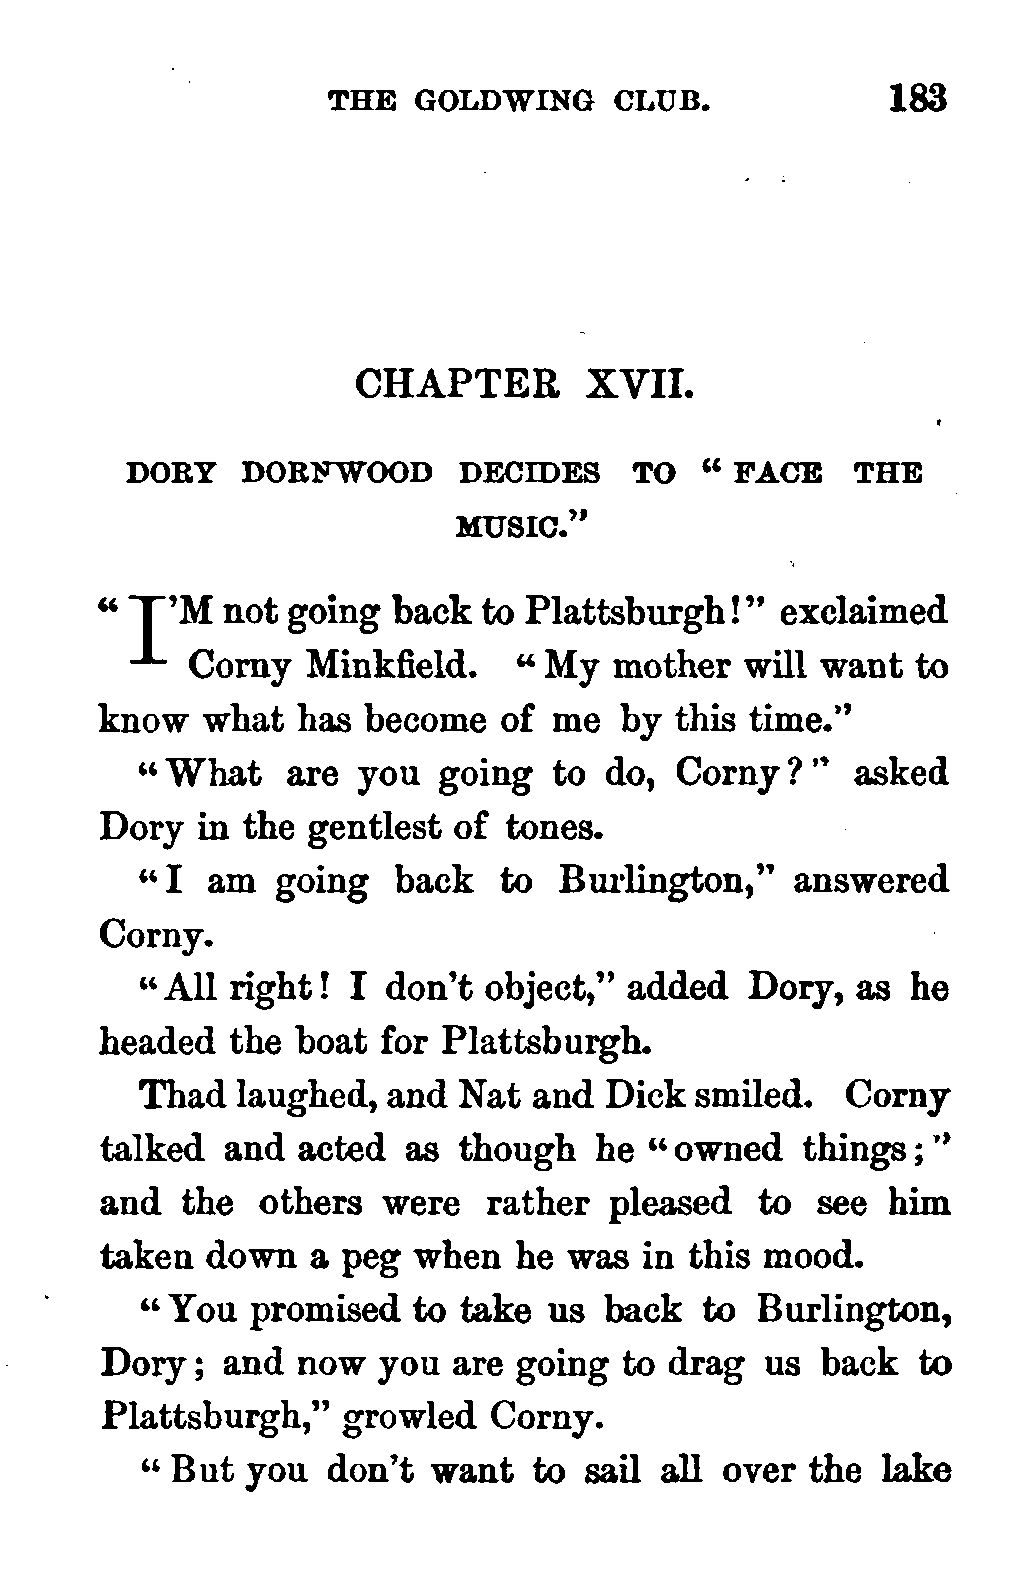 THE GOLDWING CLUB. 183
CHAPTER XVII.
DORY DORNWOOD DECIDES TO "FACE THE
MUSIC."
"I'M not going back to Plattsburgh!" exclaimed
Corny Minkfield. "My mother will want to
know what has become of me by this time."
"What are you going to do, Corny?" asked
Dory in the gentlest of tones.
"I am going back to Burlington," answered
Corny.
"All right! I don't object," added Dory, as he
headed the boat for Plattsburgh.
Thad laughed, and Nat and Dick smiled. Corny
talked and acted as though he "owned things;"
and the others were rather pleased to see him
taken down a peg when he was in this mood.
"You promised to take us back to Burlington,
Dory; and now you are going to drag us back to
Plattsburgh," growled Corny.
"But you don't want to sail all over the lake